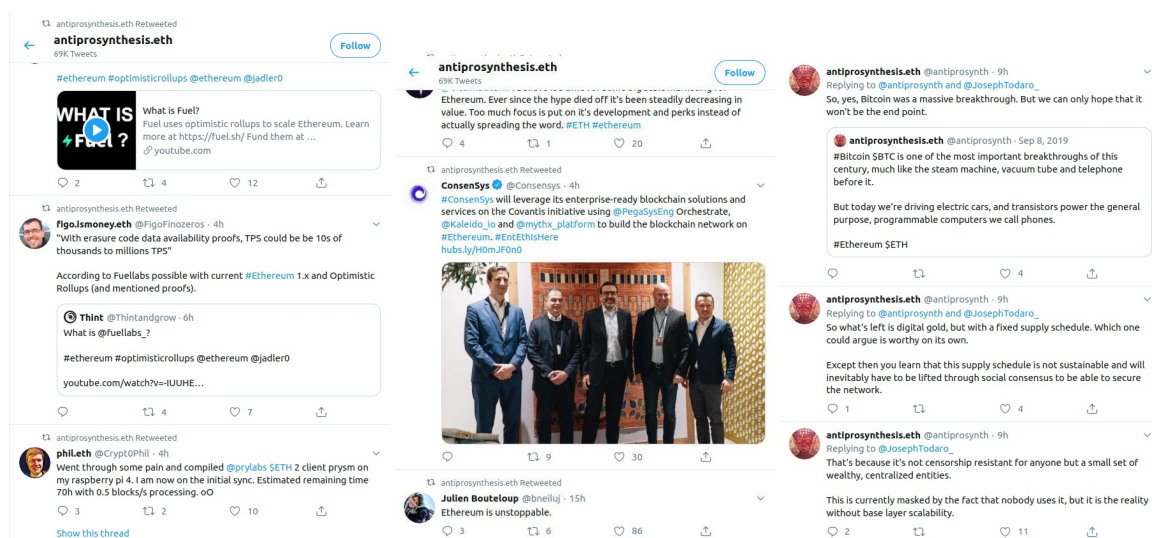 antiprosynthesis.eth Retweeted
antiprosynthesis.eth
69K Tweets
Follow
#ethereum #optimisticrollups @ethereum @jadler0
WHAT IS
Fuel ?
What is Fuel?
Fuel uses optimistic rollups to scale Ethereum. Learn
more at https://fuel.sh/ Fund them at …
youtube.com
2 4 12
antiprosynthesis.eth Retweeted
figo.ismoney.eth @FigoFinozeros · 4h
"With erasure code data availability proofs, TPS could be be 10s of
thousands to millions TPS"
According to Fuellabs possible with current #Ethereum 1.x and Optimistic
Rollups (and mentioned proofs).
Thint @Thintandgrow · 6h
What is @fuellabs_?
#ethereum #optimisticrollups @ethereum @jadler0
youtube.com/watch?v=-IUUHE…
4 7
antiprosynthesis.eth Retweeted
phil.eth @Crypt0Phil · 4h
Went through some pain and compiled @prylabs $ETH 2 client prysm on
my raspberry pi 4. I am now on the initial sync. Estimated remaining time
70h with 0.5 blocks/s processing. oO
3 2 10
Show this thread
antiprosynthesis.eth
69K Tweets
Follow
Ethereum. Ever since the hype died off it's been steadily decreasing in
value. Too much focus is put on it's development and perks instead of
actually spreading the word. #ETH #ethereum
4 1 20
antiprosynthesis.eth Retweeted
ConsenSys @Consensys · 4h
#ConsenSys will leverage its enterprise-ready blockchain solutions and
services on the Covantis initiative using @PegaSysEng Orchestrate,
@Kaleido_io and @mythx_platform to build the blockchain network on
#Ethereum. #EntEthIsHere
hubs.ly/H0mJF0n0
9 30
antiprosynthesis.eth Retweeted
Julien Bouteloup @bneiluj · 15h
Ethereum is unstoppable.
3 6 86
antiprosynthesis.eth @antiprosynth · 9h
Replying to @antiprosynth and @JosephTodaro_
So, yes, Bitcoin was a massive breakthrough. But we can only hope that it
won't be the end point.
antiprosynthesis.eth @antiprosynth · Sep 8, 2019
#Bitcoin $BTC is one of the most important breakthroughs of this
century, much like the steam machine, vacuum tube and telephone
before it.
But today we're driving electric cars, and transistors power the general
purpose, programmable computers we call phones.
#Ethereum $ETH
4
antiprosynthesis.eth @antiprosynth · 9h
Replying to @antiprosynth and @JosephTodaro_
So what's left is digital gold, but with a fixed supply schedule. Which one
could argue is worthy on its own.
Except then you learn that this supply schedule is not sustainable and will
inevitably have to be lifted through social consensus to be able to secure
the network.
1 4
antiprosynthesis.eth @antiprosynth · 9h
Replying to @JosephTodaro_
That's because it's not censorship resistant for anyone but a small set of
wealthy, centralized entities.
This is currently masked by the fact that nobody uses it, but it is the reality
without base layer scalability.
2 11